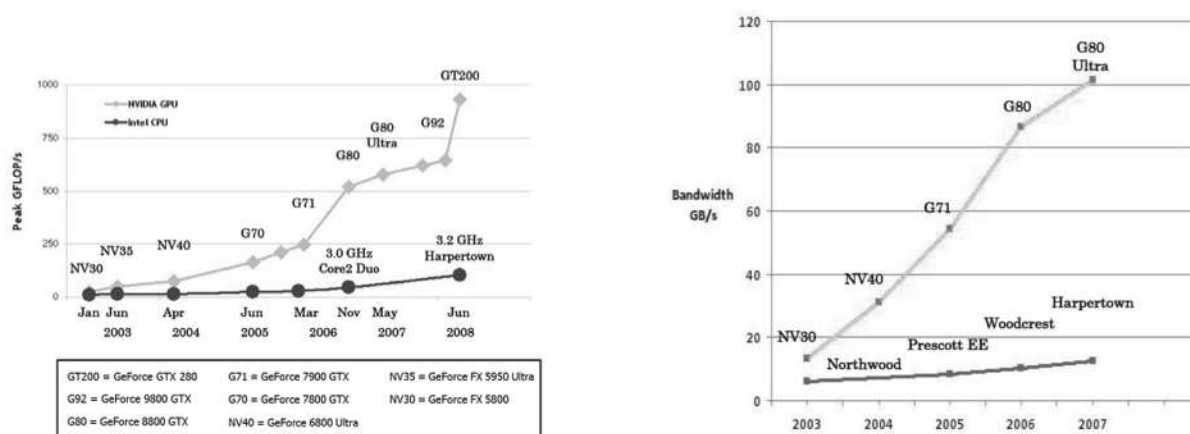 1000
750
500
250
0
Peak GFLOP/s
NVIDIA GPU
Intel CPU
NV30
NV35
NV40
G70
G71
G80
G80
Ultra
G92
GT200
3.0 GHz
Core2 Duo
3.2 GHz
Harpertown
Jan Jun Apr Jun Mar Nov May Jun
2003 2004 2005 2006 2007 2008
GT200 = GeForce GTX 280 G71 = GeForce 7900 GTX NV35 = GeForce FX 5950 Ultra
G92 = GeForce 9800 GTX G70 = GeForce 7800 GTX NV30 = GeForce FX 5800
G80 = GeForce 8800 GTX NV40 = GeForce 6800 Ultra
120
100
80
60
40
20
0
Bandwidth
GB/s
G80
Ultra
G80
G71
NV40
NV30
Harpertown
Woodcrest
Prescott EE
Northwood
2003 2004 2005 2006 2007